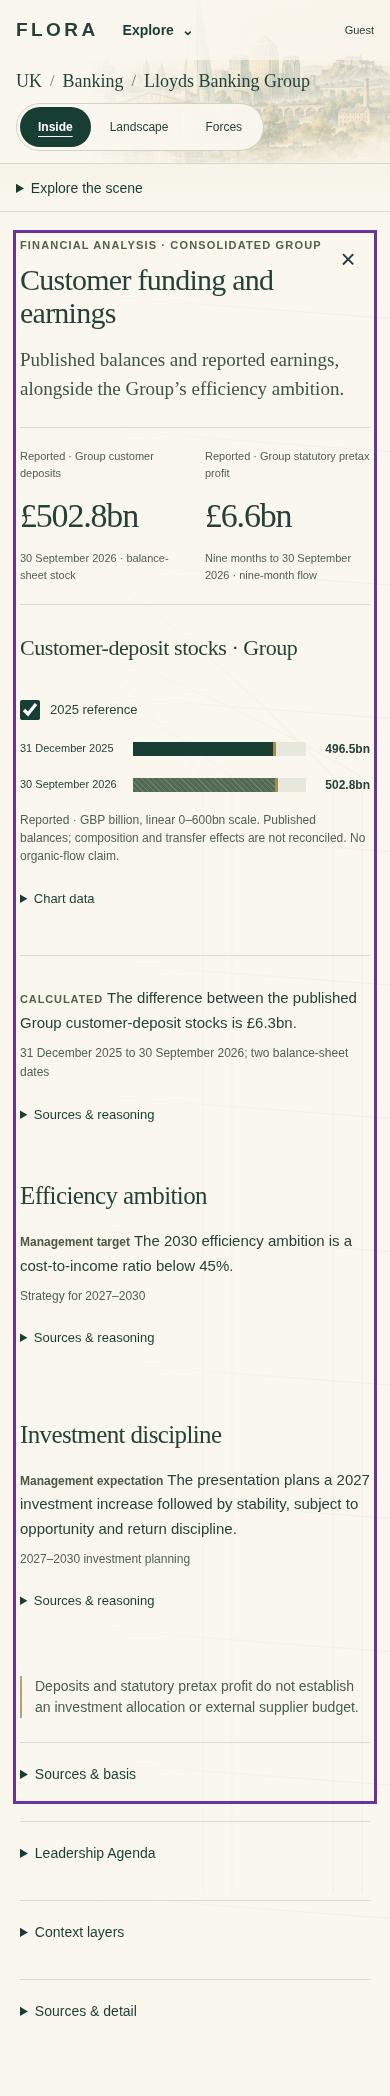 FLORA Explore Guest
UK / Banking / Lloyds Banking Group
Inside Landscape Forces
Explore the scene
FINANCIAL ANALYSIS · CONSOLIDATED GROUP
Customer funding and
earnings
Published balances and reported earnings,
alongside the Group’s efficiency ambition.
Reported · Group customer
deposits
£502.8bn
30 September 2026 · balance-
sheet stock
Reported · Group statutory pretax
profit
£6.6bn
Nine months to 30 September
2026 · nine-month flow
Customer-deposit stocks · Group
2025 reference
31 December 2025 496.5bn
30 September 2026 502.8bn
Reported · GBP billion, linear 0–600bn scale. Published
balances; composition and transfer effects are not reconciled. No
organic-flow claim.
Chart data
CALCULATED The difference between the published
Group customer-deposit stocks is £6.3bn.
31 December 2025 to 30 September 2026; two balance-sheet
dates
Sources & reasoning
Efficiency ambition
Management target The 2030 efficiency ambition is a
cost-to-income ratio below 45%.
Strategy for 2027–2030
Sources & reasoning
Investment discipline
Management expectation The presentation plans a 2027
investment increase followed by stability, subject to
opportunity and return discipline.
2027–2030 investment planning
Sources & reasoning
Deposits and statutory pretax profit do not establish
an investment allocation or external supplier budget.
Sources & basis
Leadership Agenda
Context layers
Sources & detail